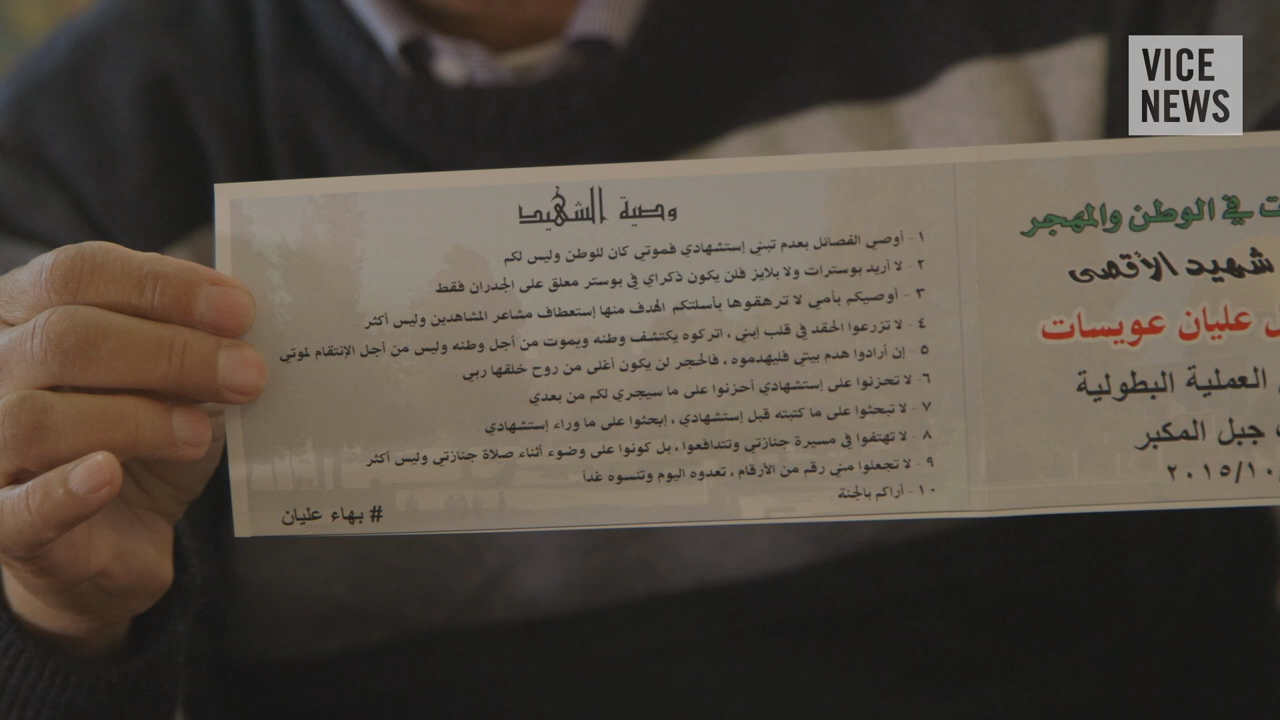 VICE
NEWS
وصية الشهيد
١ - أوصي الفصائل بعدم تبني إستشهادي فموتي كان للوطن وليس لكم
٢ - لا أريد بوسترات ولا بلايز فلن يكون ذكراي في بوستر معلق على الجدران فقط
٣ - أوصيكم بأمي لا ترهقوها بأسلتكم الهدف منها إستعطاف مشاعر المشاهدين وليس أكثر
٤ - لا تزرعوا الحقد في قلب إبني ، اتركوه يكتشف وطنه ويموت من أجل وطنه وليس من أجل الإنتقام لموتي
٥ - إن أرادوا هدم بيتي فليهدموه ، فالحجر لن يكون أغلى من روح خلقها ربي
٦ - لا تحزنوا على إستشهادي أحزنوا على ما سيجري لكم من بعدي
٧ - لا تبحثوا على ما كتبته قبل إستشهادي ، إبحثوا على ما وراء إستشهادي
٨ - لا تهتفوا في مسيرة جنازتي وتتدافعوا ، بل كونوا على وضوء أثناء صلاة جنازتي وليس أكثر
٩ - لا تجعلوا مني رقم من الأرقام ، تعدوه اليوم وتنسوه غداً
١٠ - أراكم بالجنة
# بهاء عليان
في الوطن والمهجر
شهيد الأقصى
عليان عويسات
العملية البطولية
جبل المكبر
٢٠١٥/١٠